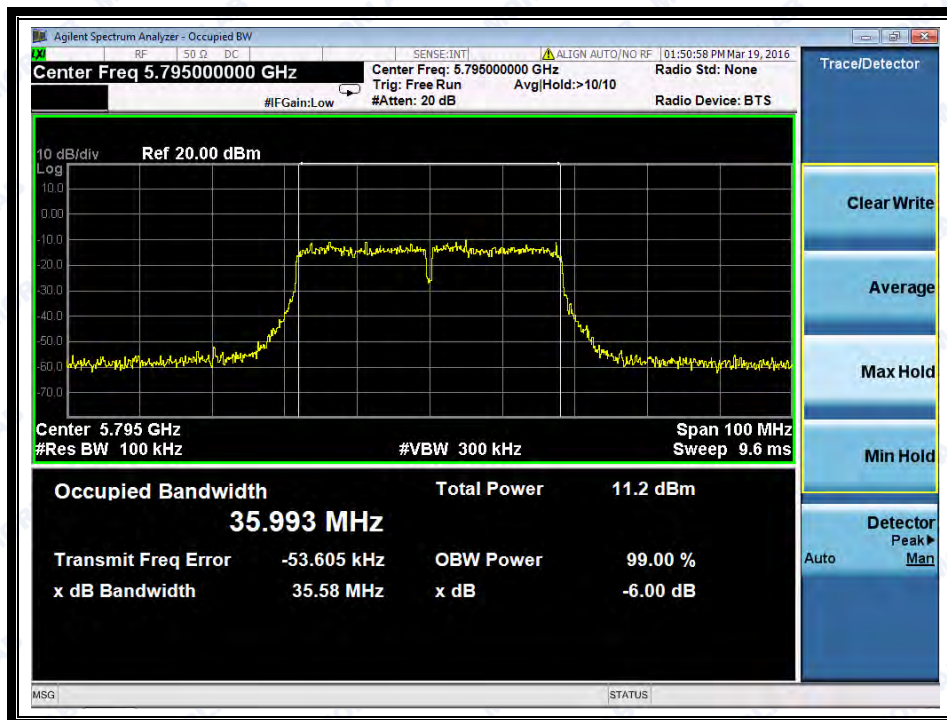 Agilent Spectrum Analyzer - Occupied BW
LXI RF 50 Ω DC SENSE:INT ALIGN AUTO/NO RF 01:50:58 PM Mar 19, 2016
Center Freq 5.795000000 GHz Center Freq: 5.795000000 GHz Radio Std: None
Trig: Free Run Avg|Hold:>10/10
#IFGain:Low #Atten: 20 dB Radio Device: BTS
Trace/Detector
10 dB/div Ref 20.00 dBm
Log
10.0
0.00
-10.0
-20.0
-30.0
-40.0
-50.0
-60.0
-70.0
Center 5.795 GHz Span 100 MHz
#Res BW 100 kHz #VBW 300 kHz Sweep 9.6 ms
Occupied Bandwidth Total Power 11.2 dBm
35.993 MHz
Transmit Freq Error -53.605 kHz OBW Power 99.00 %
x dB Bandwidth 35.58 MHz x dB -6.00 dB
Clear Write
Average
Max Hold
Min Hold
Detector
Peak▶
Auto Man
MSG STATUS